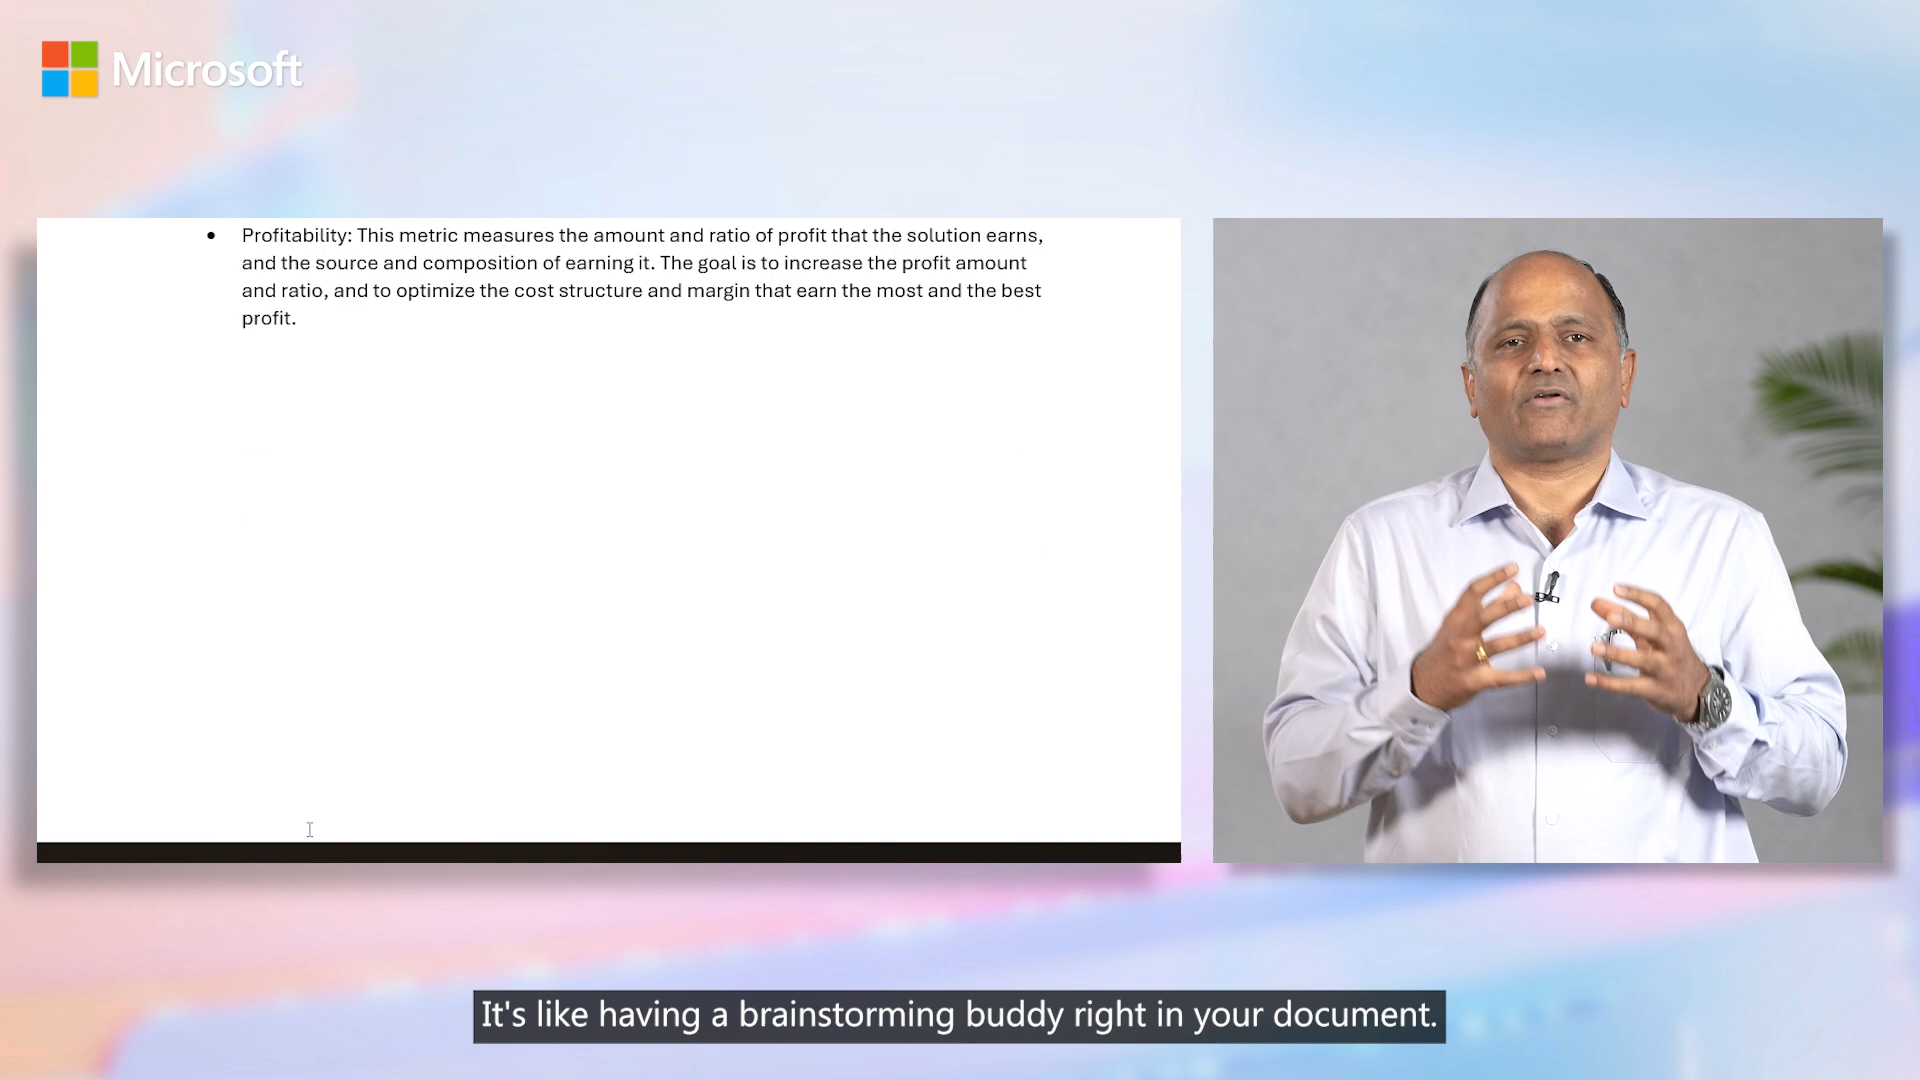 Microsoft
Profitability: This metric measures the amount and ratio of profit that the solution earns,
and the source and composition of earning it. The goal is to increase the profit amount
and ratio, and to optimize the cost structure and margin that earn the most and the best
profit.
It's like having a brainstorming buddy right in your document.